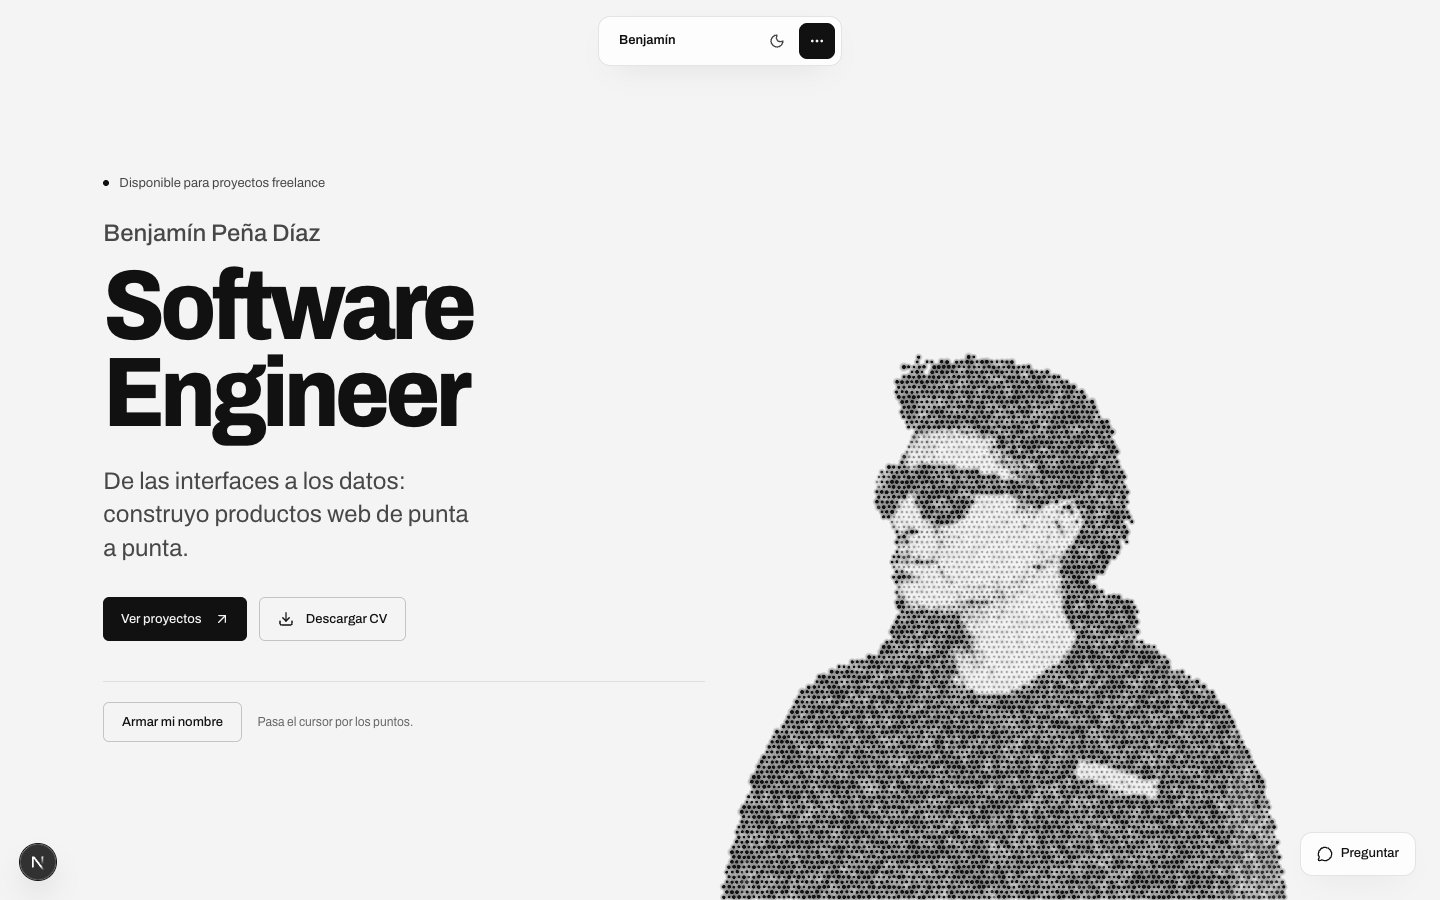 Benjamín
Disponible para proyectos freelance
Benjamín Peña Díaz
Software
Engineer
De las interfaces a los datos:
construyo productos web de punta
a punta.
Ver proyectos
Descargar CV
Armar mi nombre
Pasa el cursor por los puntos.
N
Preguntar